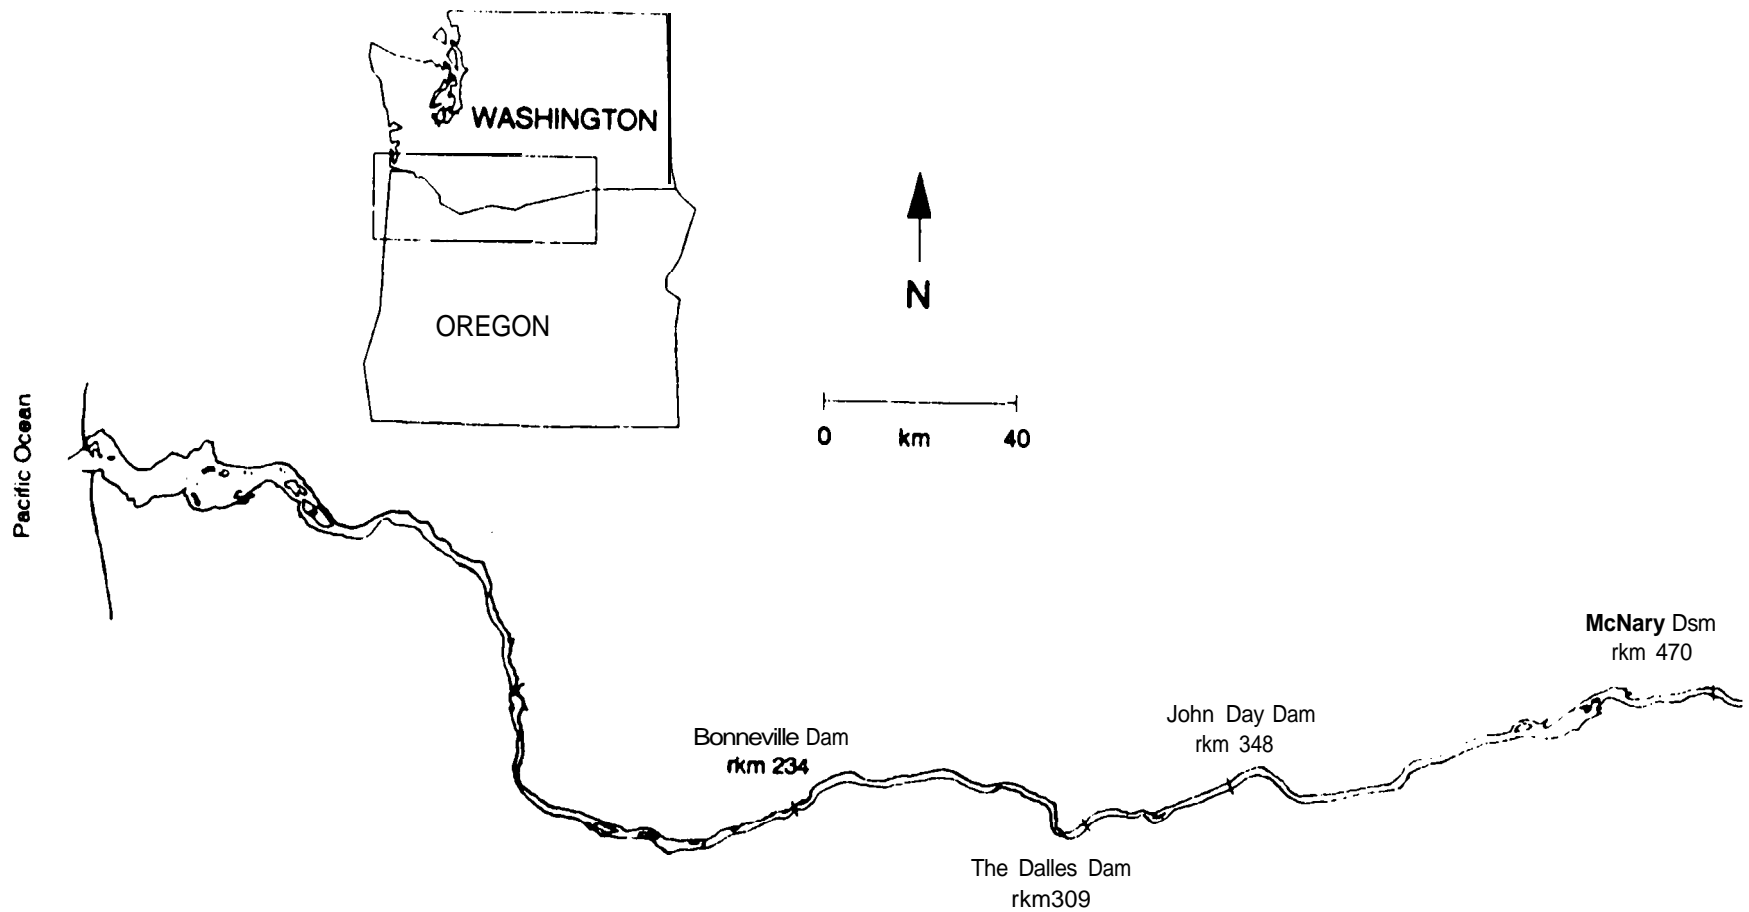 WASHINGTON
OREGON
N
0 km 40
Pacific Ocean
McNary Dsm
rkm 470
John Day Dam
rkm 348
Bonneville Dam
rkm 234
The Dalles Dam
rkm309